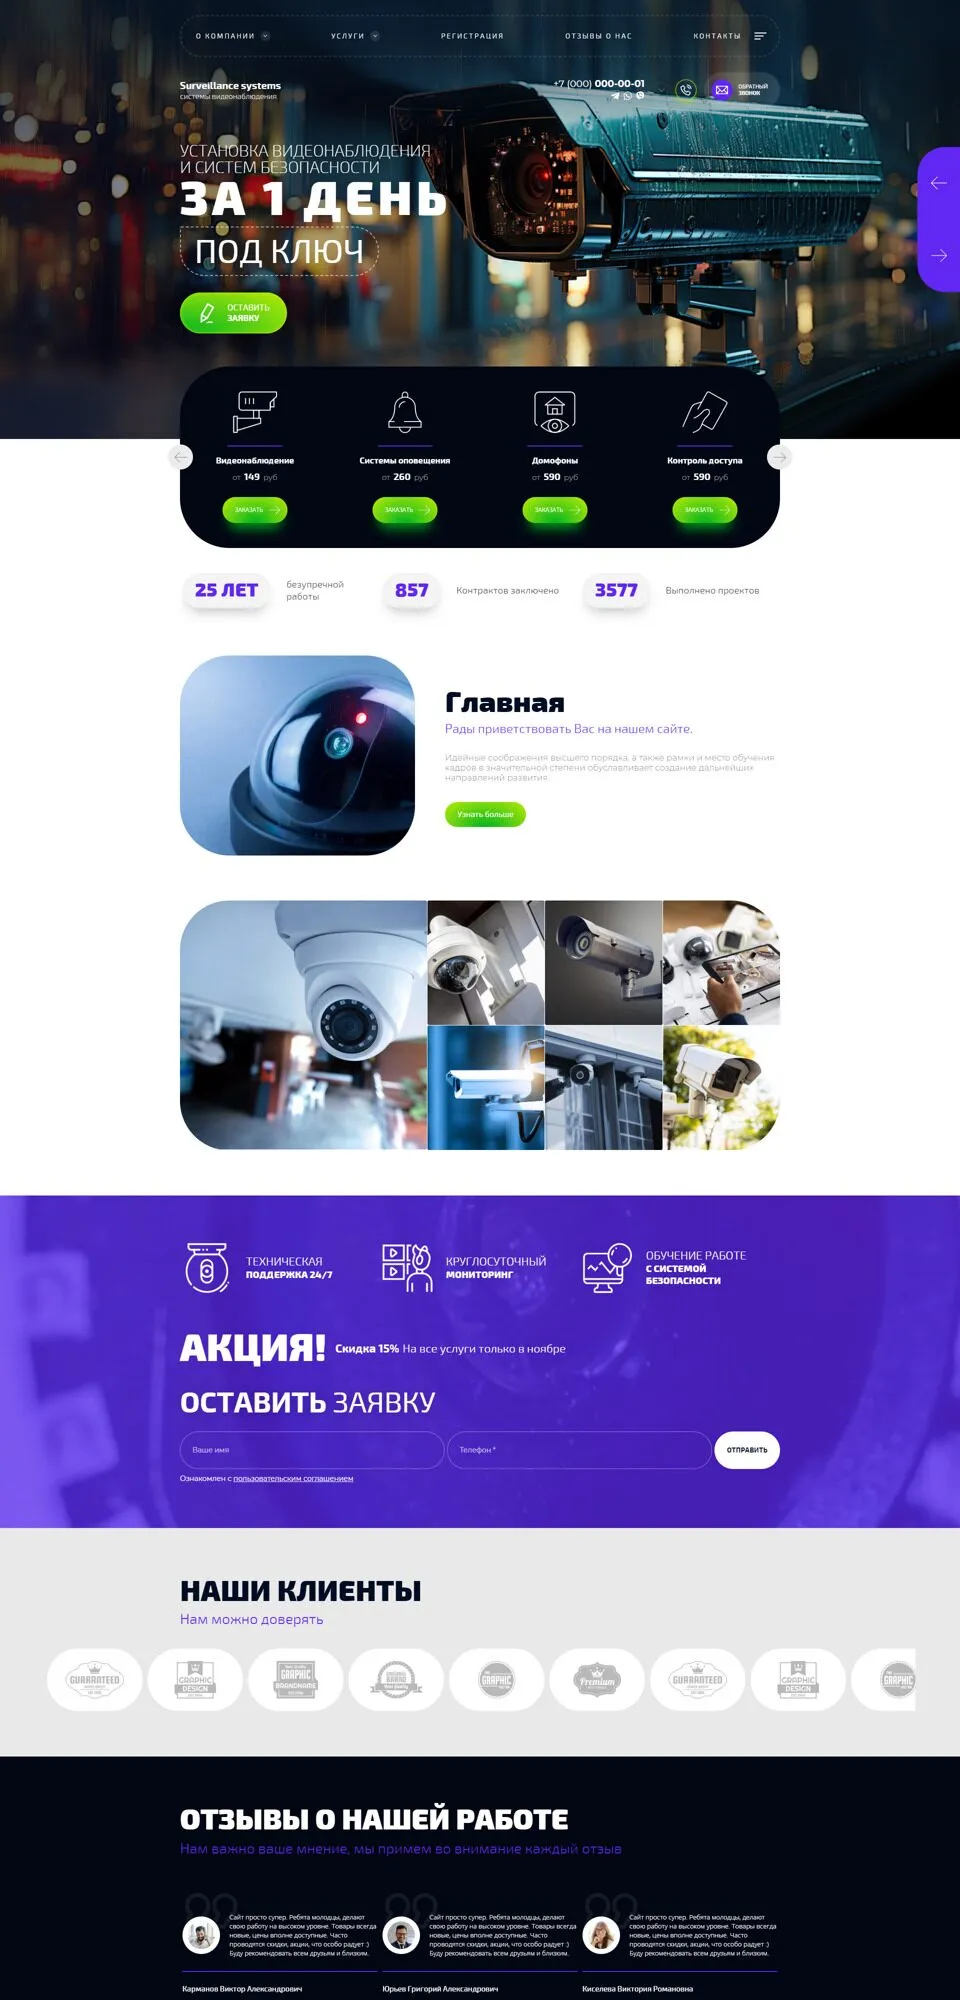 О КОМПАНИИ
УСЛУГИ
РЕГИСТРАЦИЯ
ОТЗЫВЫ О НАС
КОНТАКТЫ
Surveillance systems
системы видеонаблюдения
+7 (000) 000-00-01
ОБРАТНЫЙ
ЗВОНОК
УСТАНОВКА ВИДЕОНАБЛЮДЕНИЯ
И СИСТЕМ БЕЗОПАСНОСТИ
ЗА 1 ДЕНЬ
ПОД КЛЮЧ
ОСТАВИТЬ
ЗАЯВКУ
Видеонаблюдение
от 149 руб
ЗАКАЗАТЬ
Системы оповещения
от 260 руб
ЗАКАЗАТЬ
Домофоны
от 590 руб
ЗАКАЗАТЬ
Контроль доступа
от 590 руб
ЗАКАЗАТЬ
25 ЛЕТ
безупречной
работы
857
Контрактов заключено
3577
Выполнено проектов
Главная
Рады приветствовать Вас на нашем сайте.
Идейные соображения высшего порядка, а также рамки и место обучения
кадров в значительной степени обуславливает создание дальнейших
направлений развития
Узнать больше
ТЕХНИЧЕСКАЯ
ПОДДЕРЖКА 24/7
КРУГЛОСУТОЧНЫЙ
МОНИТОРИНГ
ОБУЧЕНИЕ РАБОТЕ
С СИСТЕМОЙ
БЕЗОПАСНОСТИ
АКЦИЯ!
Скидка 15% На все услуги только в ноябре
ОСТАВИТЬ ЗАЯВКУ
Ваше имя
Телефон *
ОТПРАВИТЬ
Ознакомлен с пользовательским соглашением
НАШИ КЛИЕНТЫ
Нам можно доверять
GUARANTEED
GRAPHIC
DESIGN
GRAPHIC
BRANDNAME
GRAPHIC
Premium
GUARANTEED
GRAPHIC
DESIGN
GRAPHIC
ОТЗЫВЫ О НАШЕЙ РАБОТЕ
Нам важно ваше мнение, мы примем во внимание каждый отзыв
Сайт просто супер. Ребята молодцы, делают
свою работу на высоком уровне. Товары всегда
новые, цены вполне доступные. Часто
проводятся скидки, акции, что особо радует :)
Буду рекомендовать всем друзьям и близким.
Карманов Виктор Александрович
Сайт просто супер. Ребята молодцы, делают
свою работу на высоком уровне. Товары всегда
новые, цены вполне доступные. Часто
проводятся скидки, акции, что особо радует :)
Буду рекомендовать всем друзьям и близким.
Юрьев Григорий Александрович
Сайт просто супер. Ребята молодцы, делают
свою работу на высоком уровне. Товары всегда
новые, цены вполне доступные. Часто
проводятся скидки, акции, что особо радует :)
Буду рекомендовать всем друзьям и близким.
Киселева Виктория Романовна